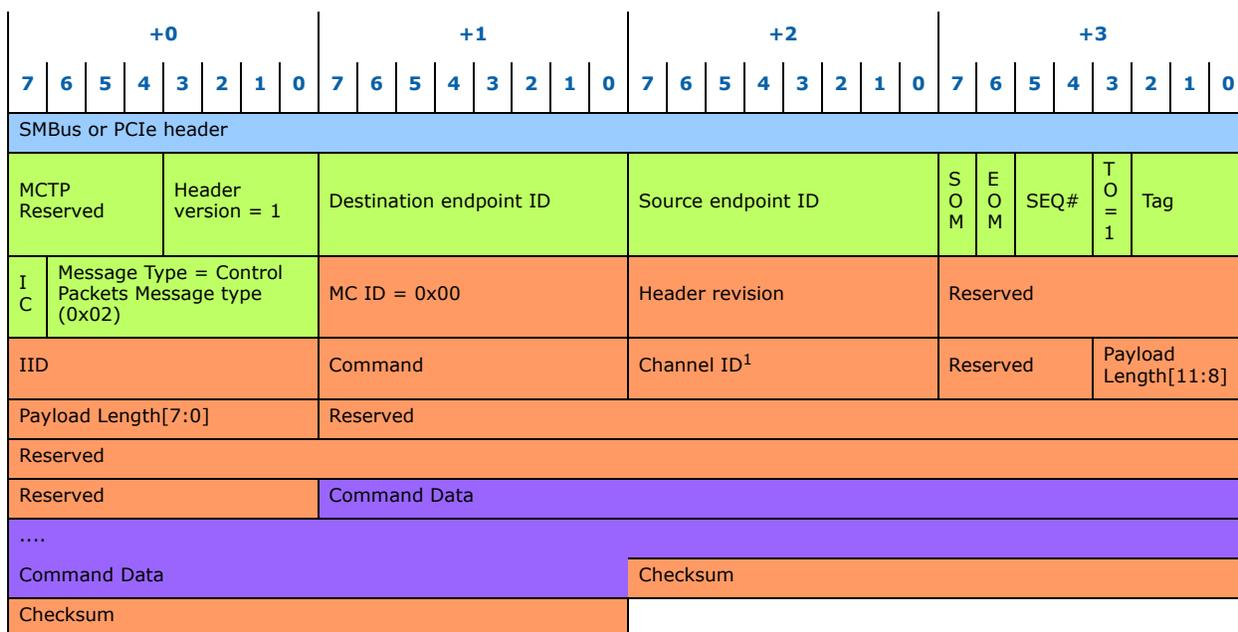 +0 +1 +2 +3
7 6 5 4 3 2 1 0 7 6 5 4 3 2 1 0 7 6 5 4 3 2 1 0 7 6 5 4 3 2 1 0
SMBus or PCIe header
MCTP
Reserved
Header
version = 1
Destination endpoint ID
Source endpoint ID
S
O
M
E
O
M
SEQ#
T
O
=
1
Tag
I
C
Message Type = Control
Packets Message type
(0x02)
MC ID = 0x00
Header revision
Reserved
IID
Command
Channel ID¹
Reserved
Payload
Length[11:8]
Payload Length[7:0]
Reserved
Reserved
Reserved
Command Data
....
Command Data
Checksum
Checksum